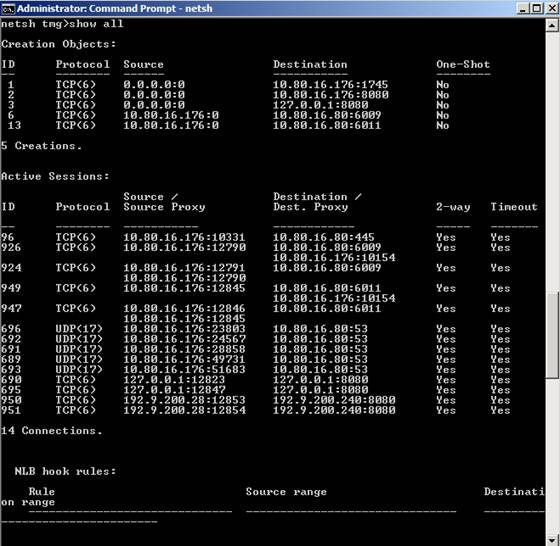 Administrator: Command Prompt - netsh
netsh tmg>show all
Creation Objects:
ID Protocol Source Destination One-Shot
-- -------- ------ ----------- --------
1 TCP(6) 0.0.0.0:0 10.80.16.176:1745 No
2 TCP(6) 0.0.0.0:0 10.80.16.176:8080 No
3 TCP(6) 0.0.0.0:0 127.0.0.1:8080 No
6 TCP(6) 10.80.16.176:0 10.80.16.80:6009 No
13 TCP(6) 10.80.16.176:0 10.80.16.80:6011 No
5 Creations.
Active Sessions:
Source / Destination /
ID Protocol Source Proxy Dest. Proxy 2-way Timeout
-- -------- ------------ ------------ ----- -------
96 TCP(6) 10.80.16.176:10331 10.80.16.80:445 Yes Yes
926 TCP(6) 10.80.16.176:12790 10.80.16.80:6009 Yes Yes
10.80.16.176:10154
924 TCP(6) 10.80.16.176:12791 10.80.16.80:6009 Yes Yes
10.80.16.176:12790
949 TCP(6) 10.80.16.176:12845 10.80.16.80:6011 Yes Yes
10.80.16.176:10154
947 TCP(6) 10.80.16.176:12846 10.80.16.80:6011 Yes Yes
10.80.16.176:12845
696 UDP(17) 10.80.16.176:23803 10.80.16.80:53 Yes Yes
692 UDP(17) 10.80.16.176:24567 10.80.16.80:53 Yes Yes
691 UDP(17) 10.80.16.176:28858 10.80.16.80:53 Yes Yes
689 UDP(17) 10.80.16.176:49731 10.80.16.80:53 Yes Yes
693 UDP(17) 10.80.16.176:51683 10.80.16.80:53 Yes Yes
690 TCP(6) 127.0.0.1:12823 127.0.0.1:8080 Yes Yes
695 TCP(6) 127.0.0.1:12847 127.0.0.1:8080 Yes Yes
950 TCP(6) 192.9.200.28:12853 192.9.200.240:8080 Yes Yes
951 TCP(6) 192.9.200.28:12854 192.9.200.240:8080 Yes Yes
14 Connections.
NLB hook rules:
Rule Source range Destinati
on range